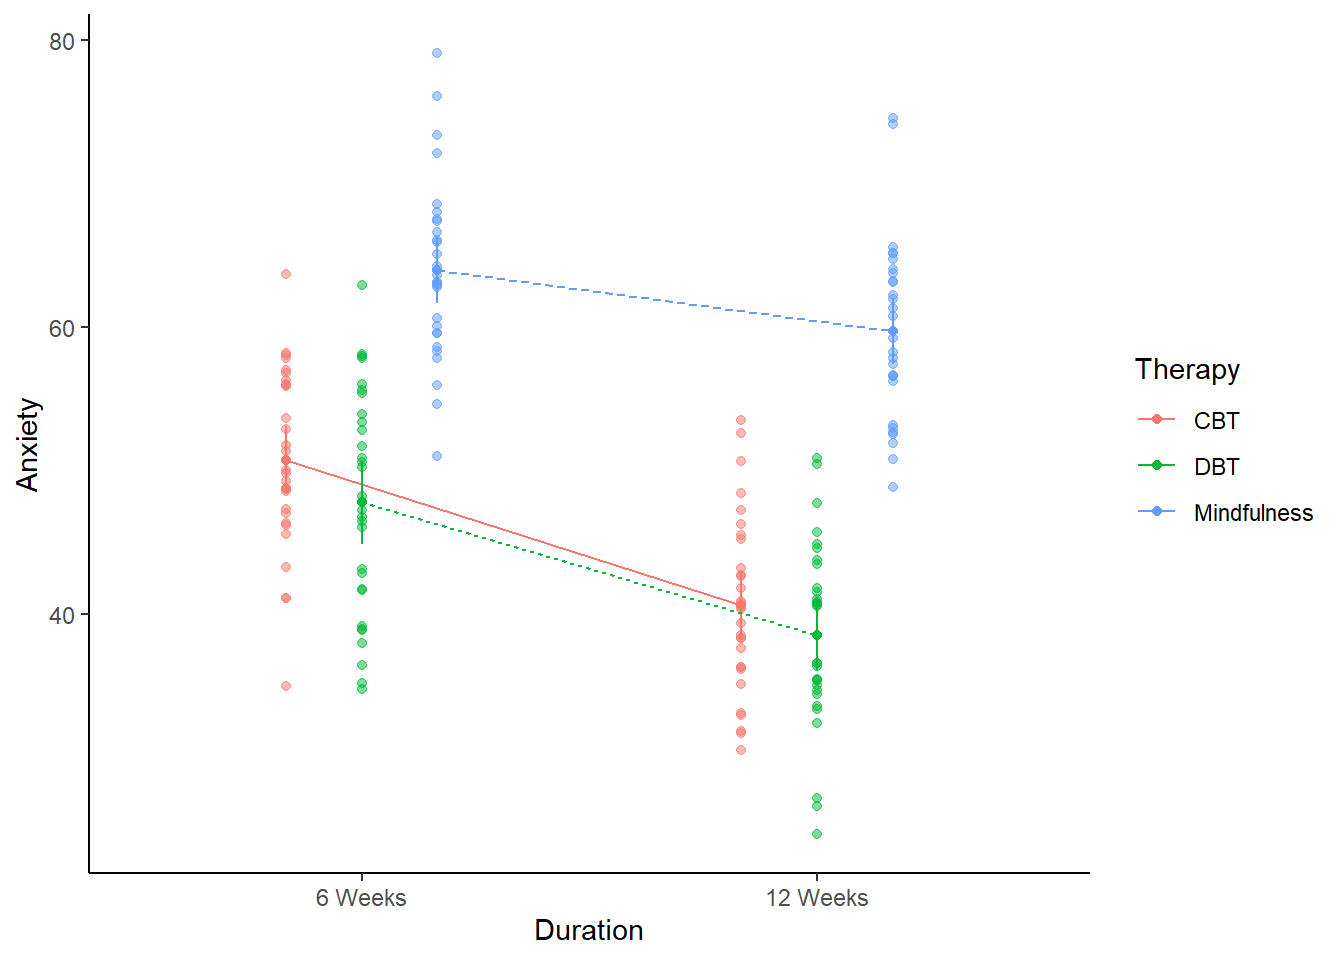 80
60
40
Anxiety
6 Weeks
12 Weeks
Duration
Therapy
CBT
DBT
Mindfulness